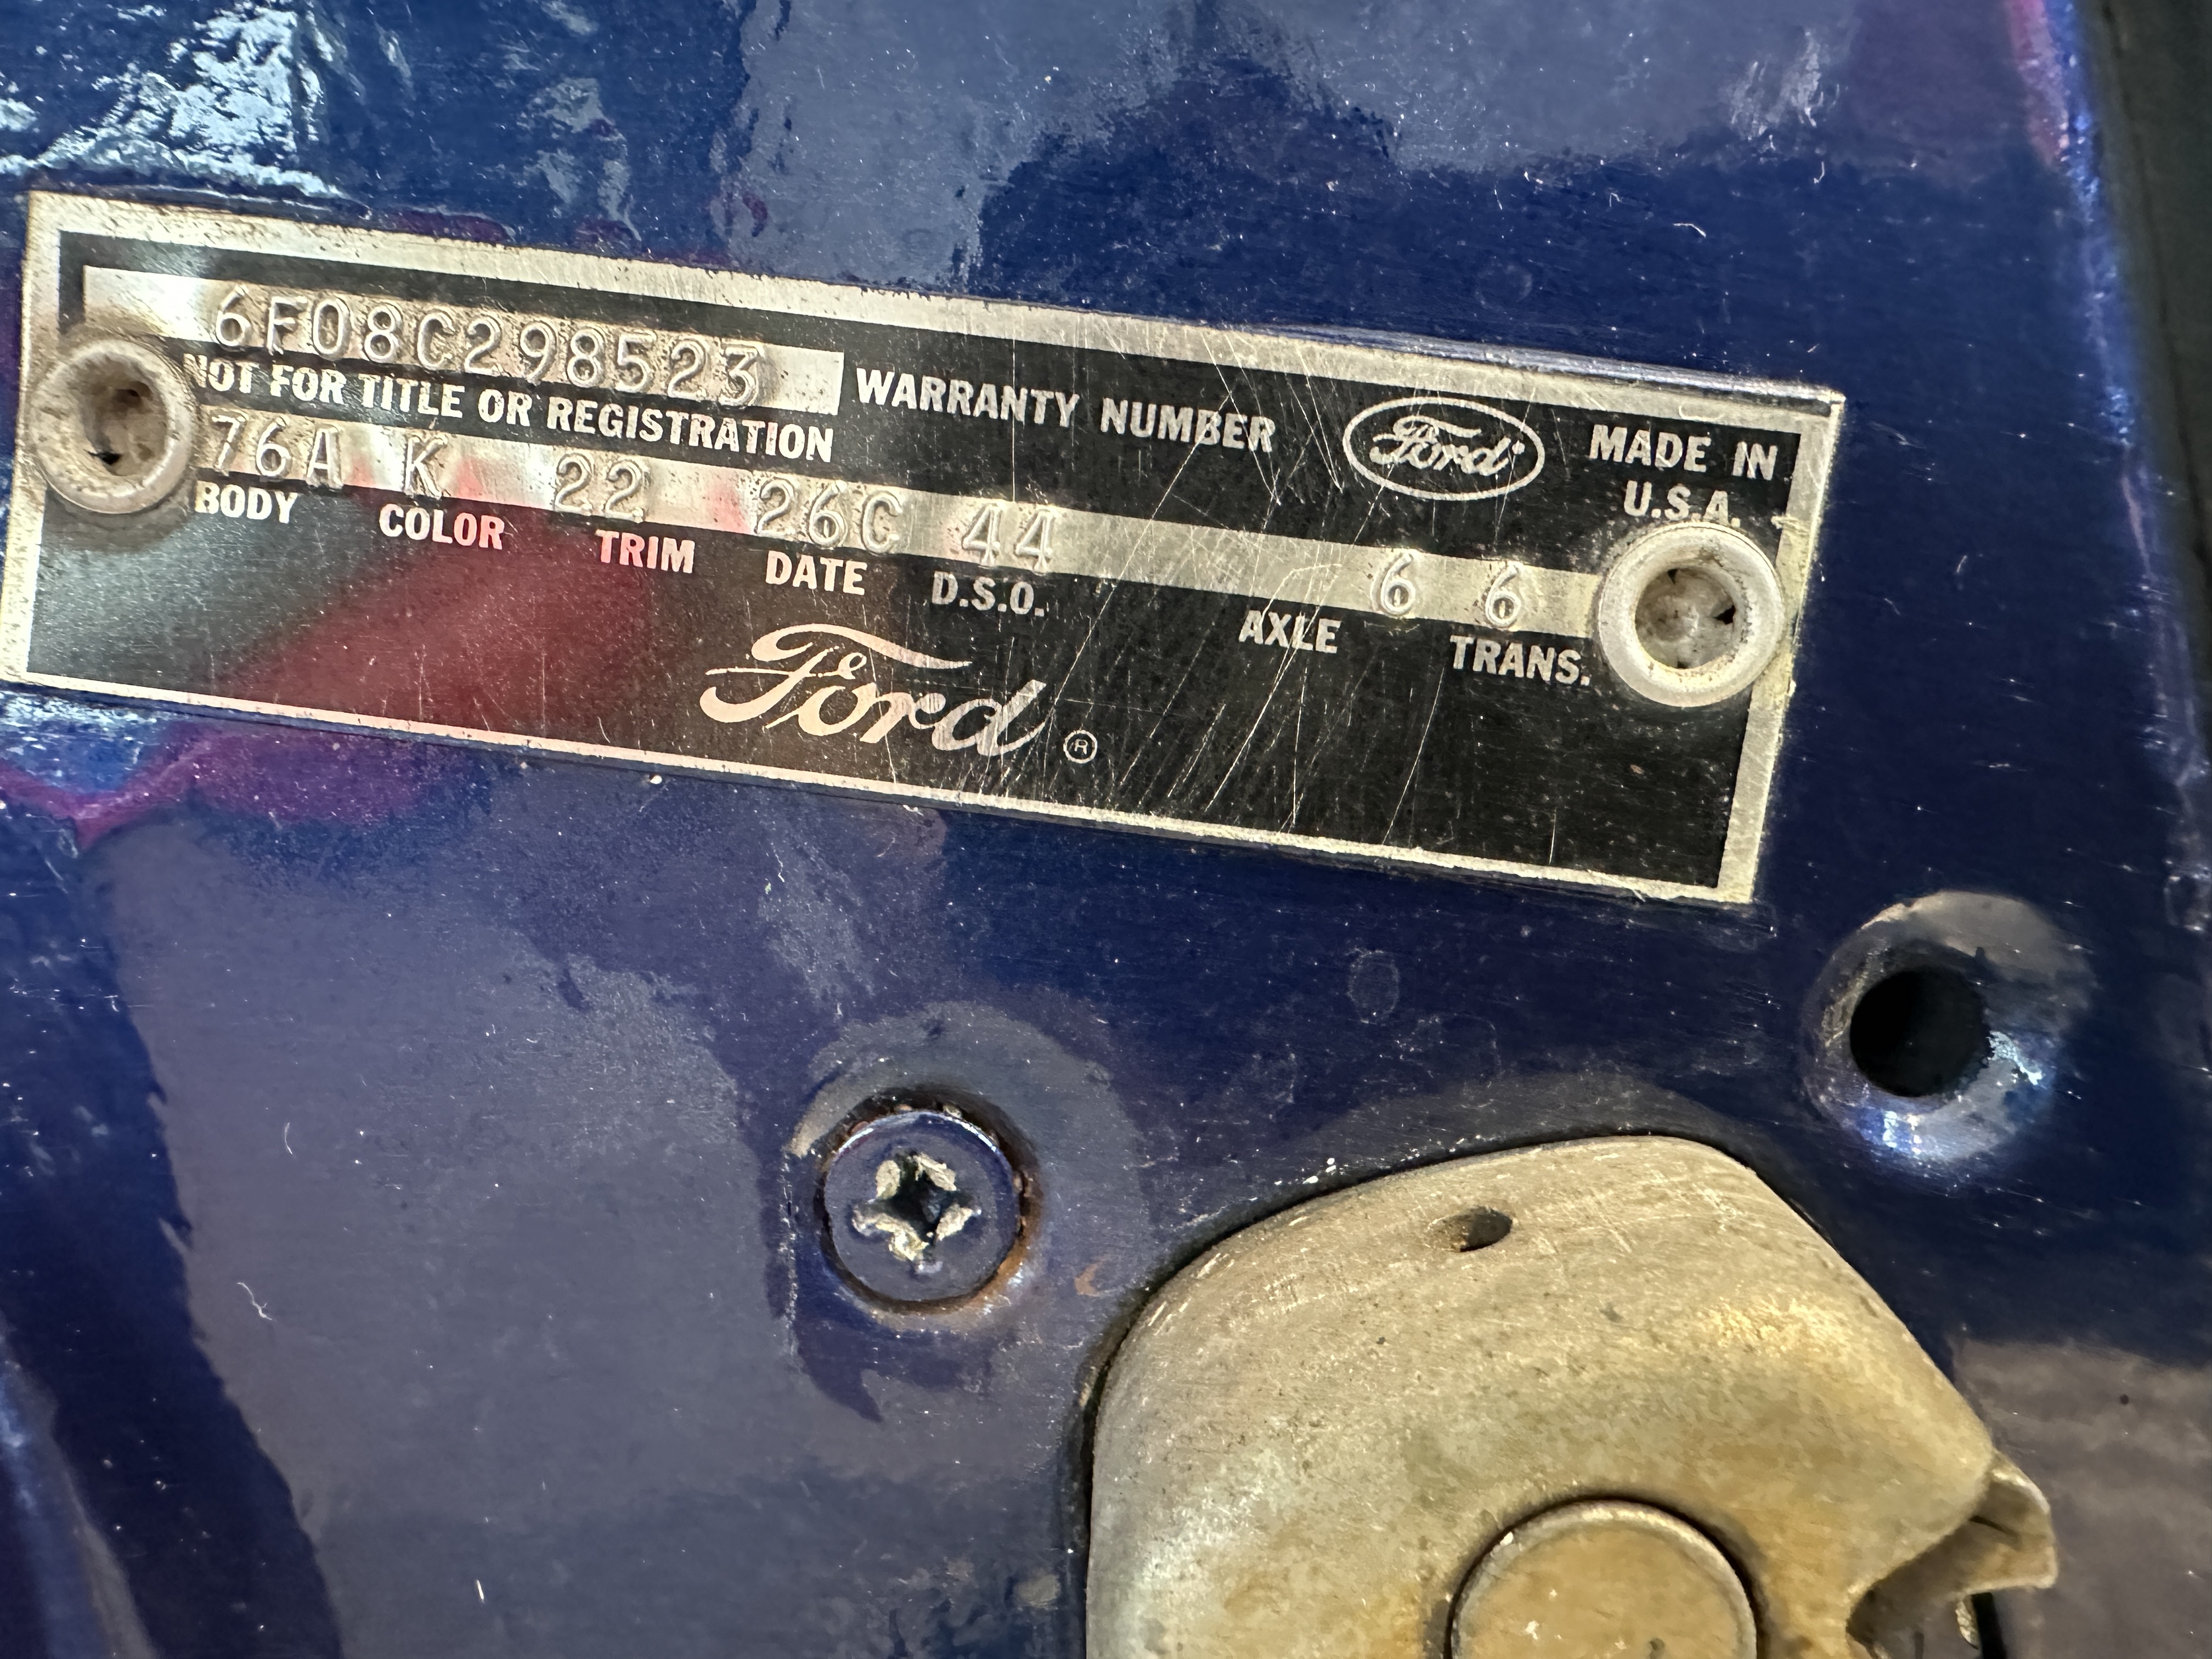 6F08C298523
NOT FOR TITLE OR REGISTRATION
WARRANTY NUMBER
Ford
MADE IN
U.S.A.
76A K 22 26C 44 6 6
BODY COLOR TRIM DATE D.S.O. AXLE TRANS.
Ford ®